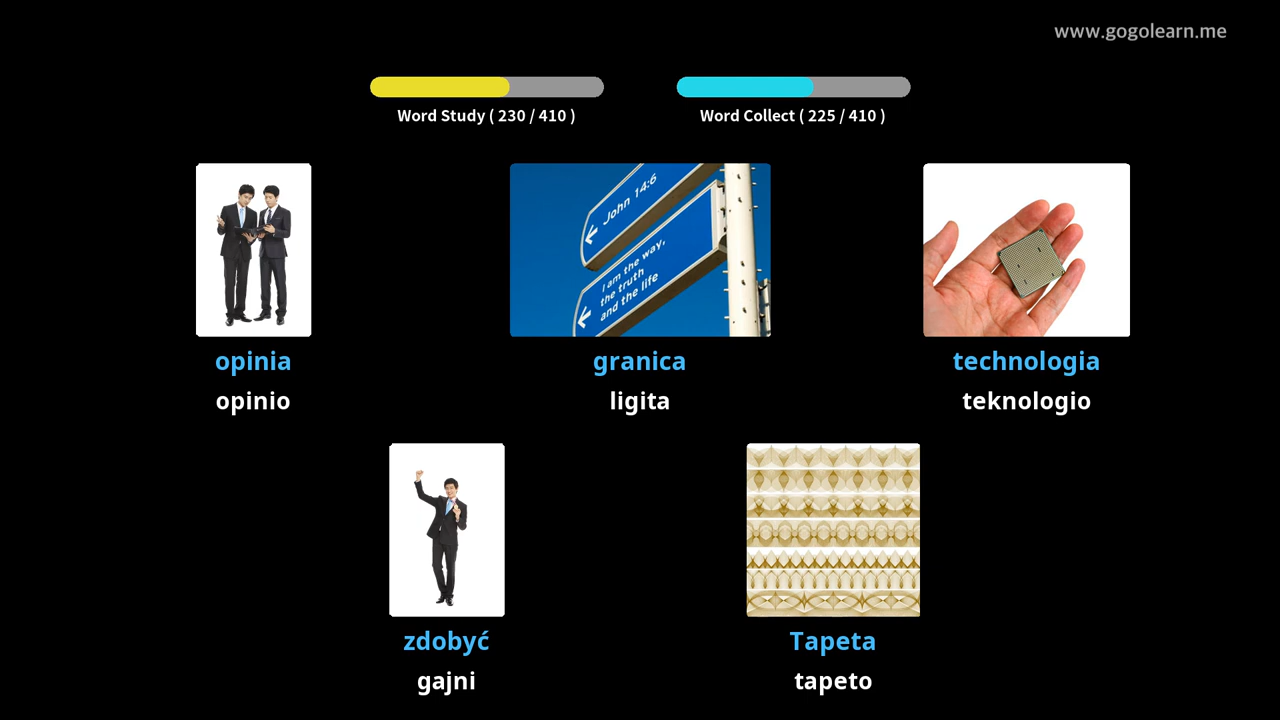 www.gogolearn.me
Word Study ( 230 / 410 )
Word Collect ( 225 / 410 )
John 14:6
I am the way,
the truth
and the life
opinia
granica
technologia
opinio
ligita
teknologio
zdobyć
Tapeta
gajni
tapeto